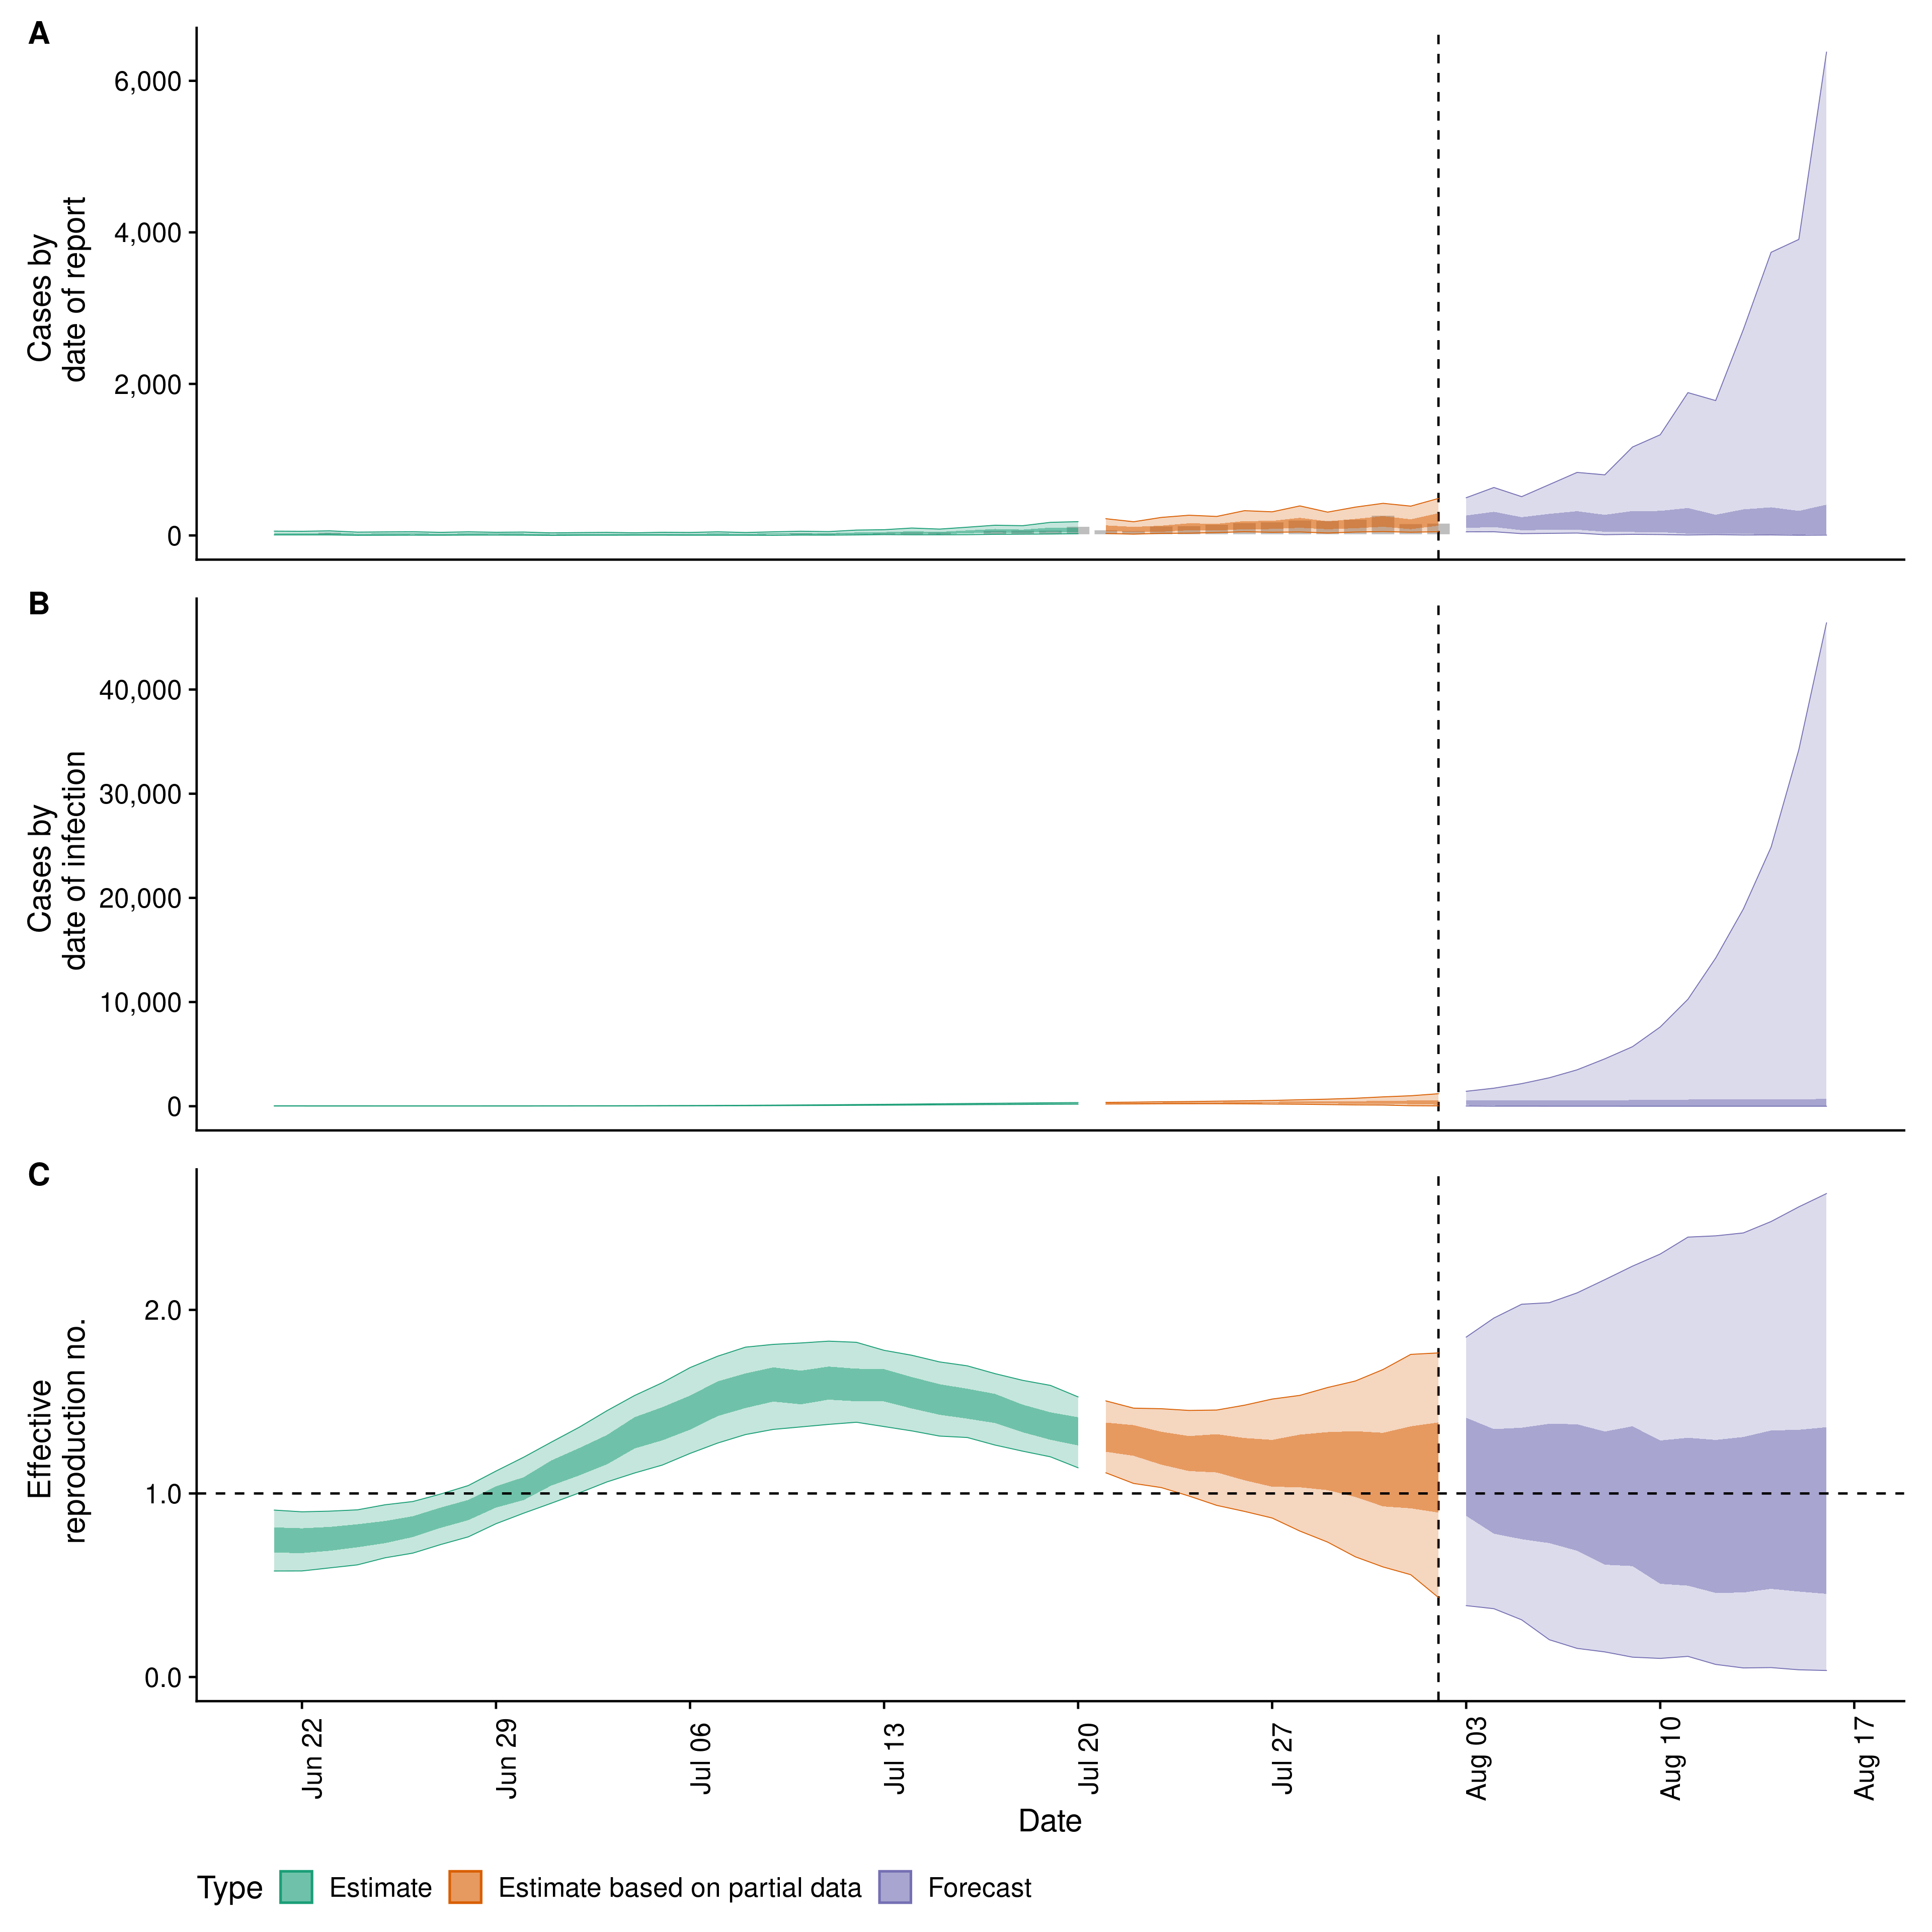 A
Cases by
date of report
6,000
4,000
2,000
0
B
Cases by
date of infection
40,000
30,000
20,000
10,000
0
C
Effective
reproduction no.
2.0
1.0
0.0
Jun 22
Jun 29
Jul 06
Jul 13
Jul 20
Jul 27
Aug 03
Aug 10
Aug 17
Date
Type Estimate Estimate based on partial data Forecast